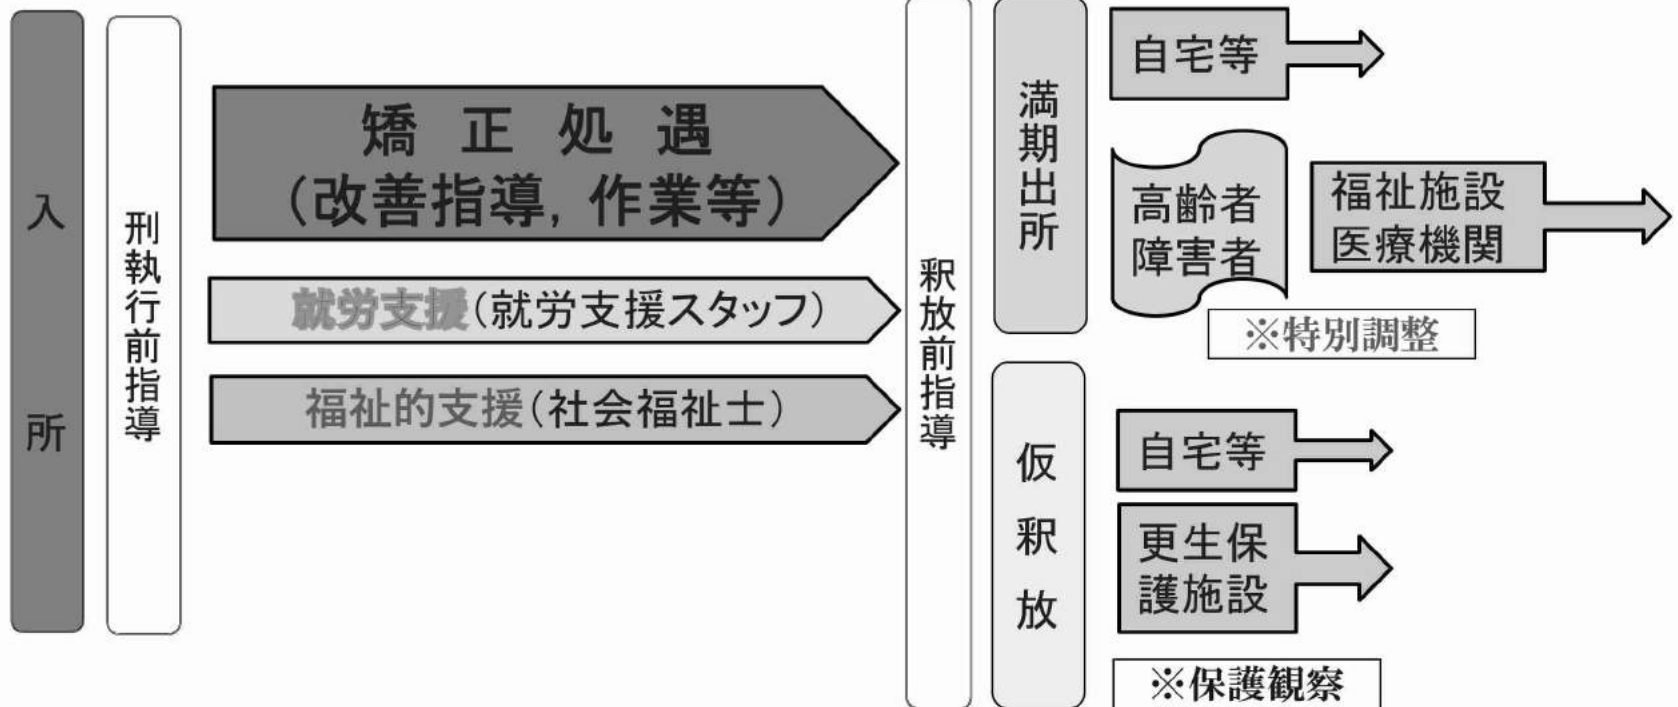 入所
刑執行前指導
矯正処遇
(改善指導,作業等)
就労支援(就労支援スタッフ)
福祉的支援(社会福祉士)
釈放前指導
満期出所
自宅等
高齢者
障害者
福祉施設
医療機関
※特別調整
仮釈放
自宅等
更生保
護施設
※保護観察